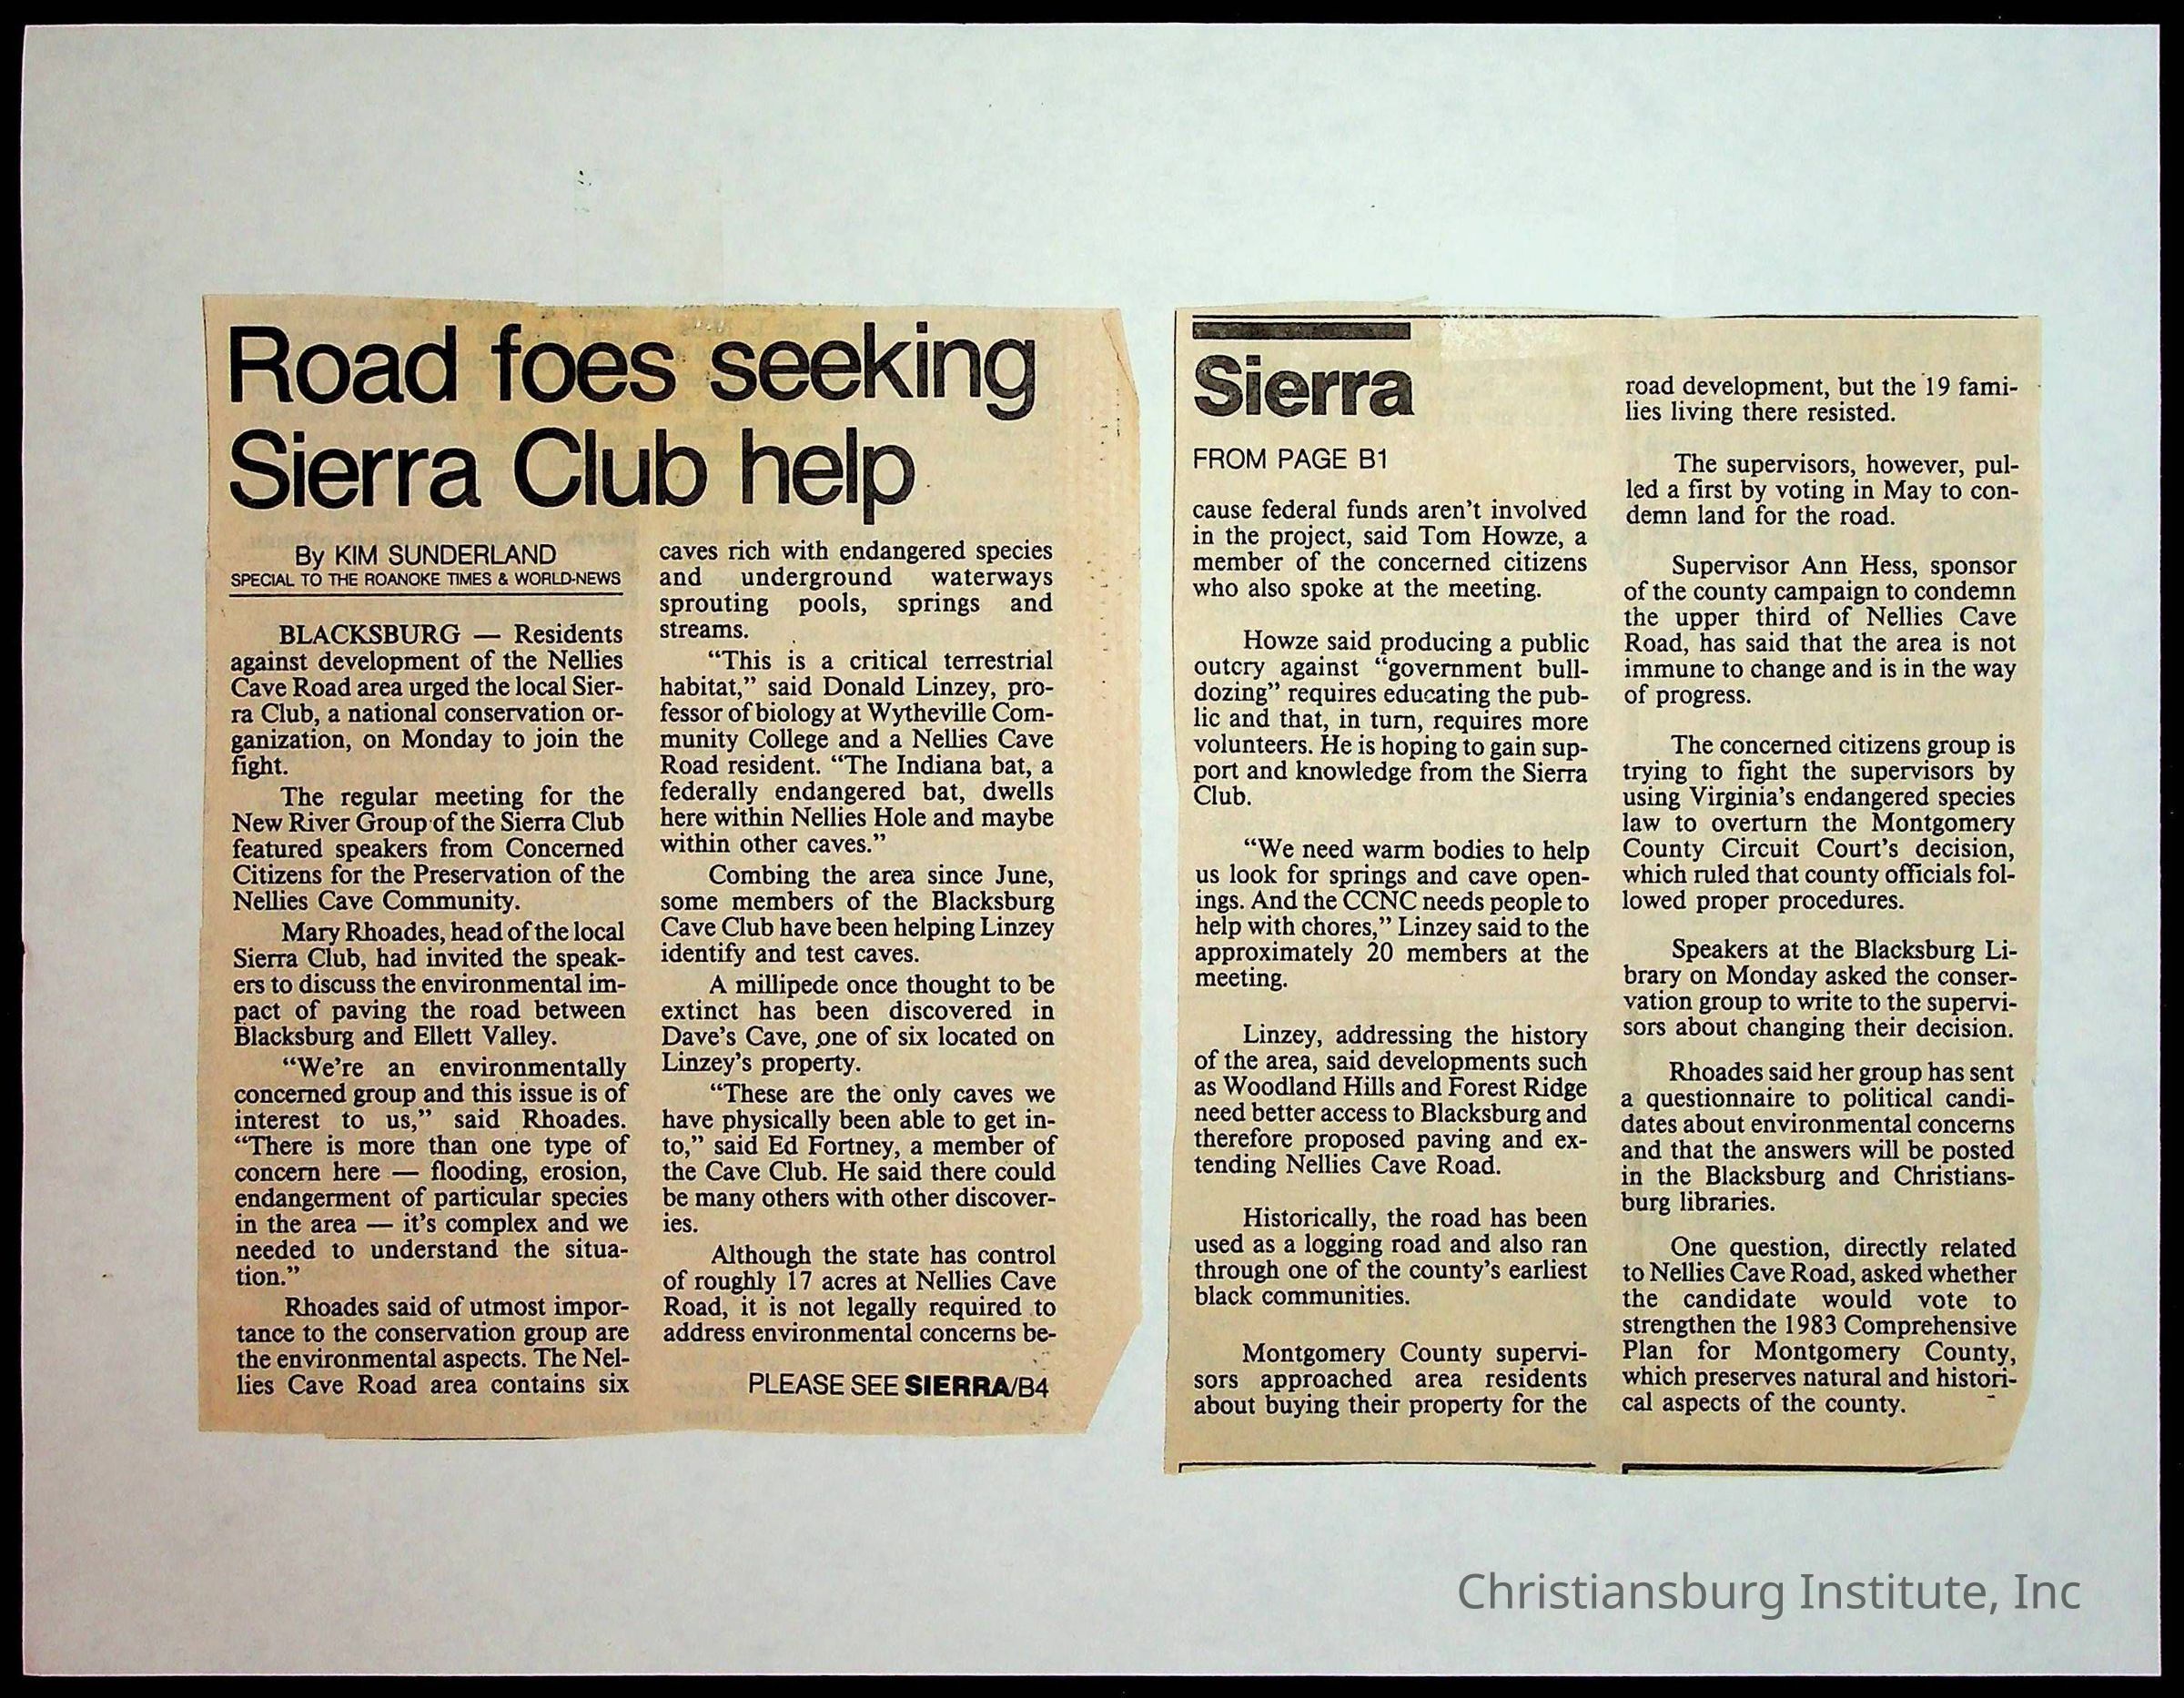 Road foes seeking
Sierra Club help
By KIM SUNDERLAND
SPECIAL TO THE ROANOKE TIMES & WORLD-NEWS
BLACKSBURG — Residents
against development of the Nellies
Cave Road area urged the local Sier-
ra Club, a national conservation or-
ganization, on Monday to join the
fight.
The regular meeting for the
New River Group of the Sierra Club
featured speakers from Concerned
Citizens for the Preservation of the
Nellies Cave Community.
Mary Rhoades, head of the local
Sierra Club, had invited the speak-
ers to discuss the environmental im-
pact of paving the road between
Blacksburg and Ellett Valley.
“We’re an environmentally
concerned group and this issue is of
interest to us,” said Rhoades.
“There is more than one type of
concern here — flooding, erosion,
endangerment of particular species
in the area — it’s complex and we
needed to understand the situa-
tion.”
Rhoades said of utmost impor-
tance to the conservation group are
the environmental aspects. The Nel-
lies Cave Road area contains six
caves rich with endangered species
and underground waterways
sprouting pools, springs and
streams.
“This is a critical terrestrial
habitat,” said Donald Linzey, pro-
fessor of biology at Wytheville Com-
munity College and a Nellies Cave
Road resident. “The Indiana bat, a
federally endangered bat, dwells
here within Nellies Hole and maybe
within other caves.”
Combing the area since June,
some members of the Blacksburg
Cave Club have been helping Linzey
identify and test caves.
A millipede once thought to be
extinct has been discovered in
Dave’s Cave, one of six located on
Linzey’s property.
“These are the only caves we
have physically been able to get in-
to,” said Ed Fortney, a member of
the Cave Club. He said there could
be many others with other discover-
ies.
Although the state has control
of roughly 17 acres at Nellies Cave
Road, it is not legally required to
address environmental concerns be-
PLEASE SEE SIERRA/B4
Sierra
FROM PAGE B1
cause federal funds aren’t involved
in the project, said Tom Howze, a
member of the concerned citizens
who also spoke at the meeting.
Howze said producing a public
outcry against “government bull-
dozing” requires educating the pub-
lic and that, in turn, requires more
volunteers. He is hoping to gain sup-
port and knowledge from the Sierra
Club.
“We need warm bodies to help
us look for springs and cave open-
ings. And the CCNC needs people to
help with chores,” Linzey said to the
approximately 20 members at the
meeting.
Linzey, addressing the history
of the area, said developments such
as Woodland Hills and Forest Ridge
need better access to Blacksburg and
therefore proposed paving and ex-
tending Nellies Cave Road.
Historically, the road has been
used as a logging road and also ran
through one of the county’s earliest
black communities.
Montgomery County supervi-
sors approached area residents
about buying their property for the
road development, but the 19 fami-
lies living there resisted.
The supervisors, however, pul-
led a first by voting in May to con-
demn land for the road.
Supervisor Ann Hess, sponsor
of the county campaign to condemn
the upper third of Nellies Cave
Road, has said that the area is not
immune to change and is in the way
of progress.
The concerned citizens group is
trying to fight the supervisors by
using Virginia’s endangered species
law to overturn the Montgomery
County Circuit Court’s decision,
which ruled that county officials fol-
lowed proper procedures.
Speakers at the Blacksburg Li-
brary on Monday asked the conser-
vation group to write to the supervi-
sors about changing their decision.
Rhoades said her group has sent
a questionnaire to political candi-
dates about environmental concerns
and that the answers will be posted
in the Blacksburg and Christians-
burg libraries.
One question, directly related
to Nellies Cave Road, asked whether
the candidate would vote to
strengthen the 1983 Comprehensive
Plan for Montgomery County,
which preserves natural and histori-
cal aspects of the county.
Christiansburg Institute, Inc